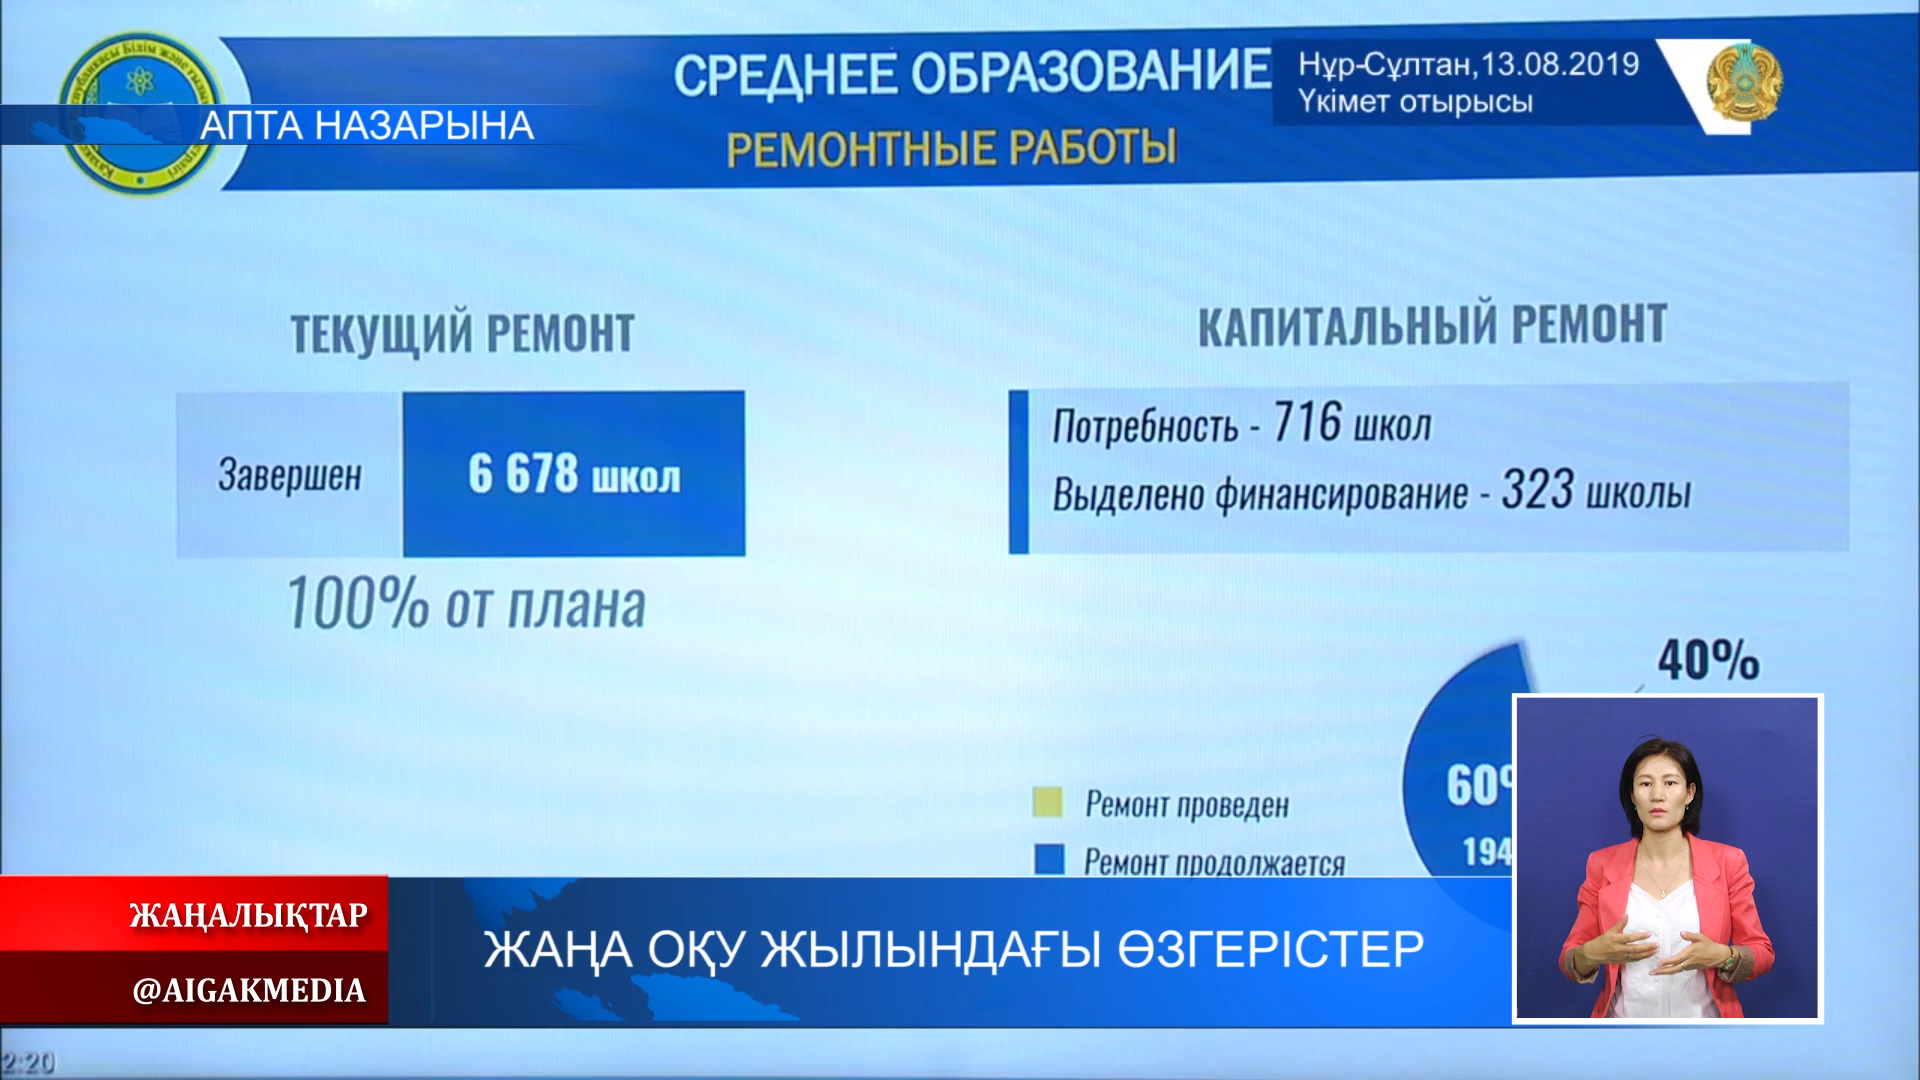 СРЕДНЕЕ ОБРАЗОВАНИЕ
РЕМОНТНЫЕ РАБОТЫ
Нұр-Сұлтан,13.08.2019
Үкімет отырысы
АПТА НАЗАРЫНА
ТЕКУЩИЙ РЕМОНТ
Завершен
6 678 школ
100% от плана
КАПИТАЛЬНЫЙ РЕМОНТ
Потребность - 716 школ
Выделено финансирование - 323 школы
40%
60%
194
Ремонт проведен
Ремонт продолжается
ЖАҢАЛЫҚТАР
@AIGAKMEDIA
ЖАҢА ОҚУ ЖЫЛЫНДАҒЫ ӨЗГЕРІСТЕР
2:20